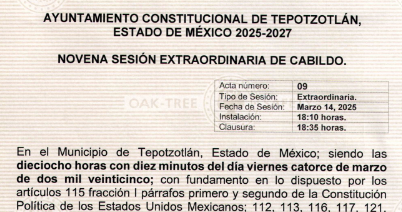 AYUNTAMIENTO CONSTITUCIONAL DE TEPOTZOTLÁN,
ESTADO DE MÉXICO 2025-2027
NOVENA SESIÓN EXTRAORDINARIA DE CABILDO.
Acta número: 09
Tipo de Sesión: Extraordinaria.
Fecha de Sesión: Marzo 14, 2025
Instalación: 18:10 horas.
Clausura: 18:35 horas.
OAK-TREE
En el Municipio de Tepotzotlán, Estado de México; siendo las
dieciocho horas con diez minutos del día viernes catorce de marzo
de dos mil veinticinco; con fundamento en lo dispuesto por los
artículos 115 fracción I párrafos primero y segundo de la Constitución
Política de los Estados Unidos Mexicanos; 112, 113, 116, 117, 121,